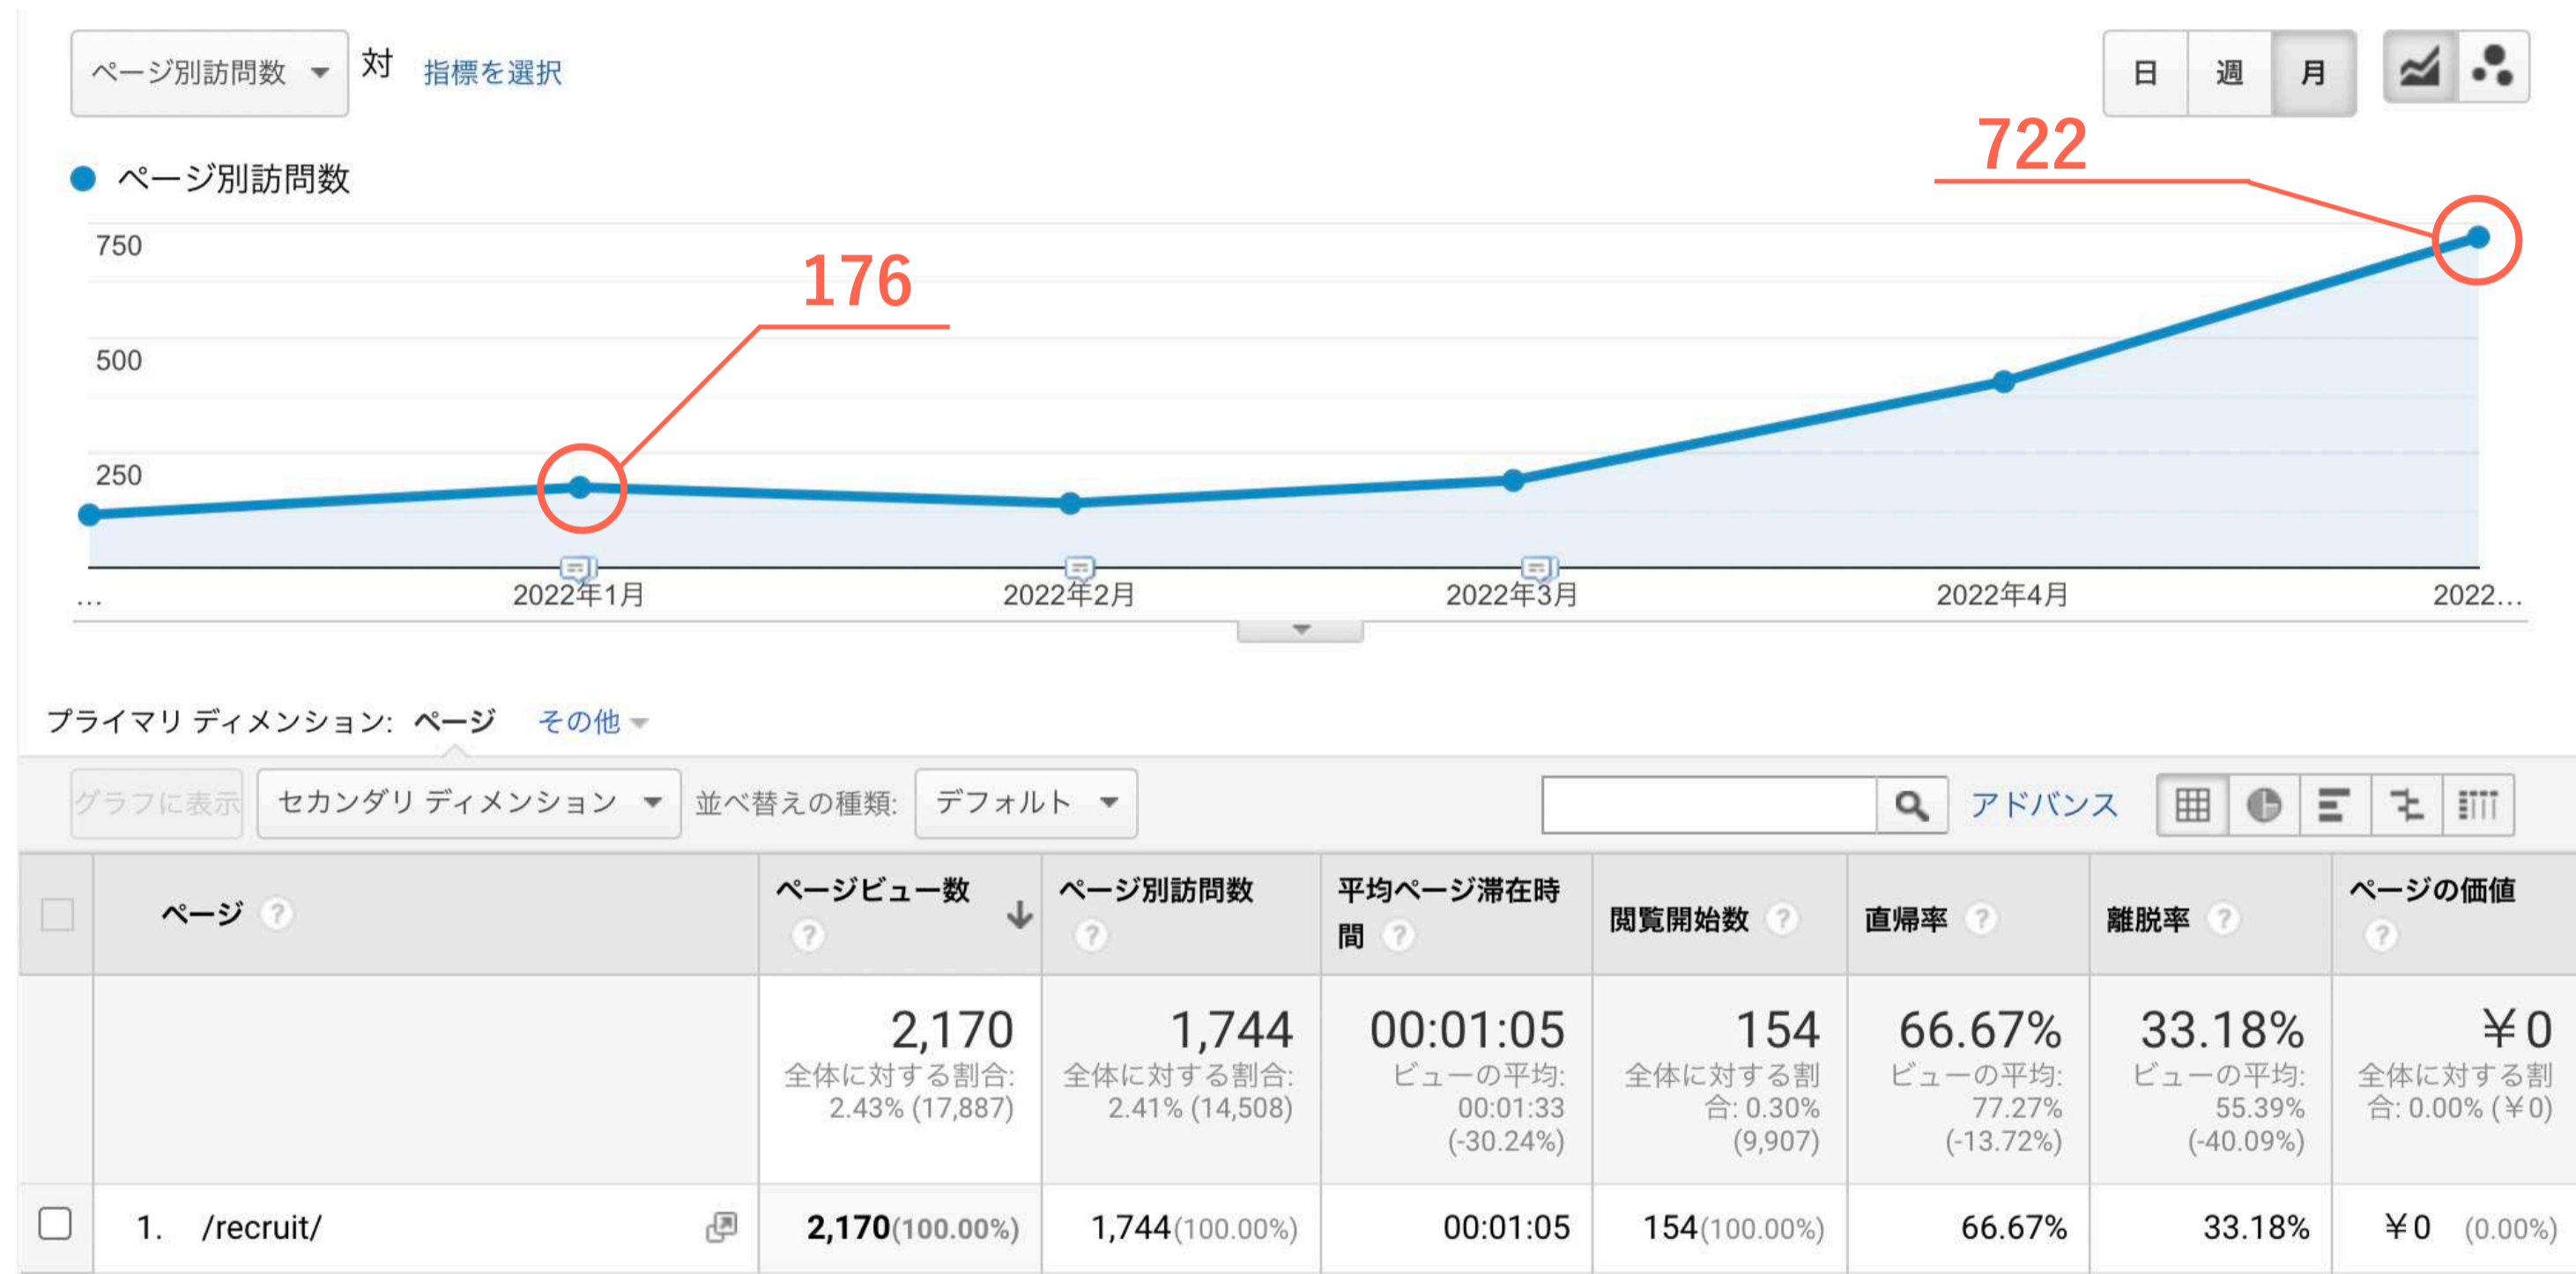 ページ別訪問数 対 指標を選択 日 週 月
722
ページ別訪問数
750
176
500
250
... 2022年1月 2022年2月 2022年3月 2022年4月 2022...
プライマリ ディメンション: ページ その他
グラフに表示 セカンダリ ディメンション 並べ替えの種類: デフォルト アドバンス
ページ ? ページビュー数 ? ページ別訪問数 ? 平均ページ滞在時間 ? 閲覧開始数 ? 直帰率 ? 離脱率 ? ページの価値 ?
2,170 1,744 00:01:05 154 66.67% 33.18% ¥0
全体に対する割合: 全体に対する割合: ビューの平均: 全体に対する割 ビューの平均: ビューの平均: 全体に対する割
2.43% (17,887) 2.41% (14,508) 00:01:33 合: 0.30% 77.27% 55.39% 合: 0.00% (¥0)
(-30.24%) (9,907) (-13.72%) (-40.09%)
1. /recruit/ 2,170(100.00%) 1,744(100.00%) 00:01:05 154(100.00%) 66.67% 33.18% ¥0 (0.00%)